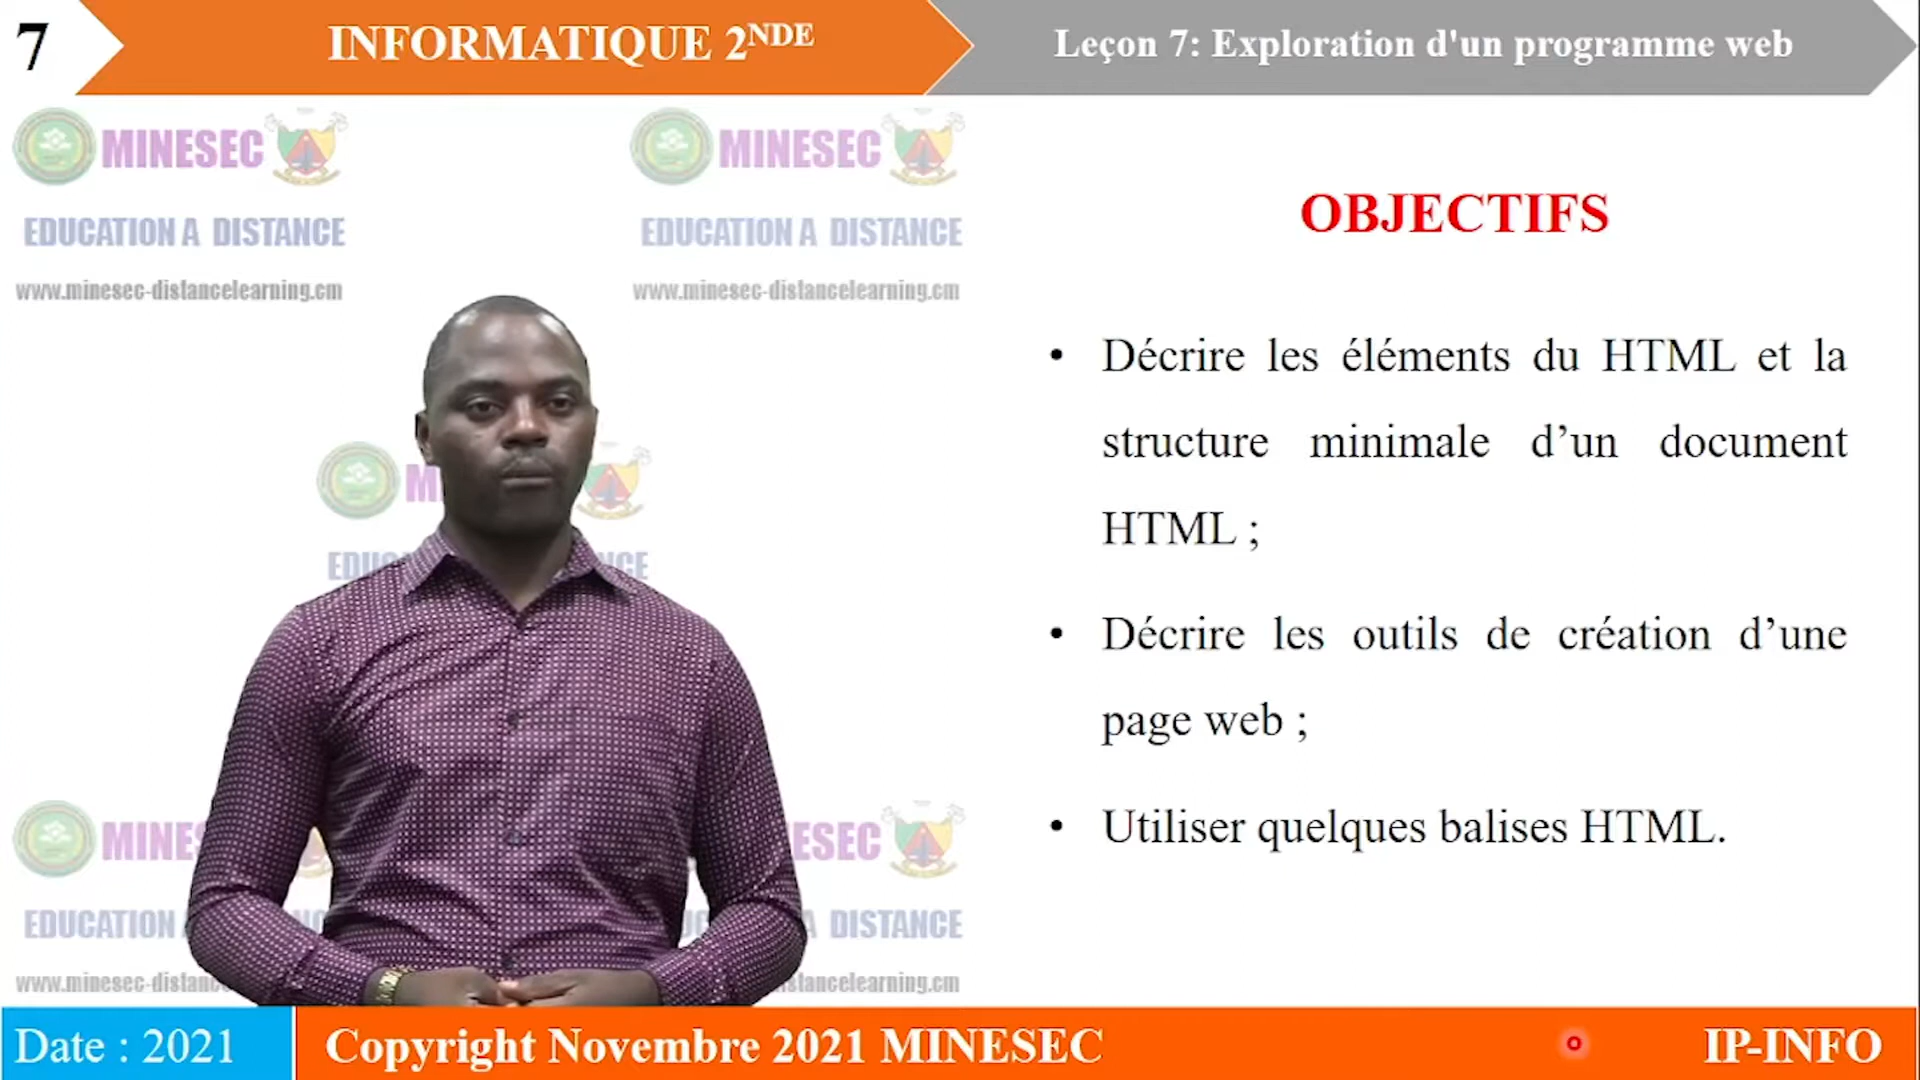 7
INFORMATIQUE 2NDE
Leçon 7: Exploration d'un programme web
MINESEC
MINESEC
EDUCATION A DISTANCE
EDUCATION A DISTANCE
www.minesec-distancelearning.cm
www.minesec-distancelearning.cm
OBJECTIFS
• Décrire les éléments du HTML et la
structure minimale d’un document
HTML ;
• Décrire les outils de création d’une
page web ;
• Utiliser quelques balises HTML.
Date : 2021
Copyright Novembre 2021 MINESEC
IP-INFO